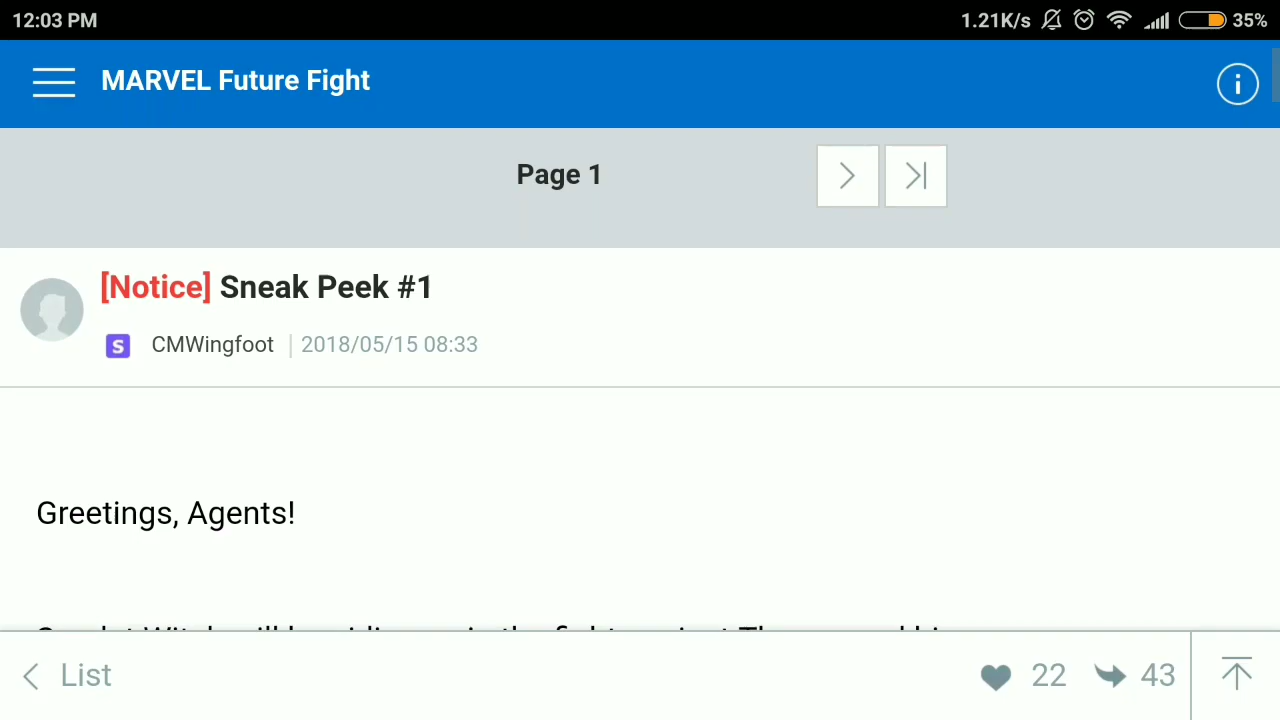 12:03 PM
1.21K/s
35%
MARVEL Future Fight
Page 1
[Notice] Sneak Peek #1
S CMWingfoot 2018/05/15 08:33
Greetings, Agents!
List
22
43